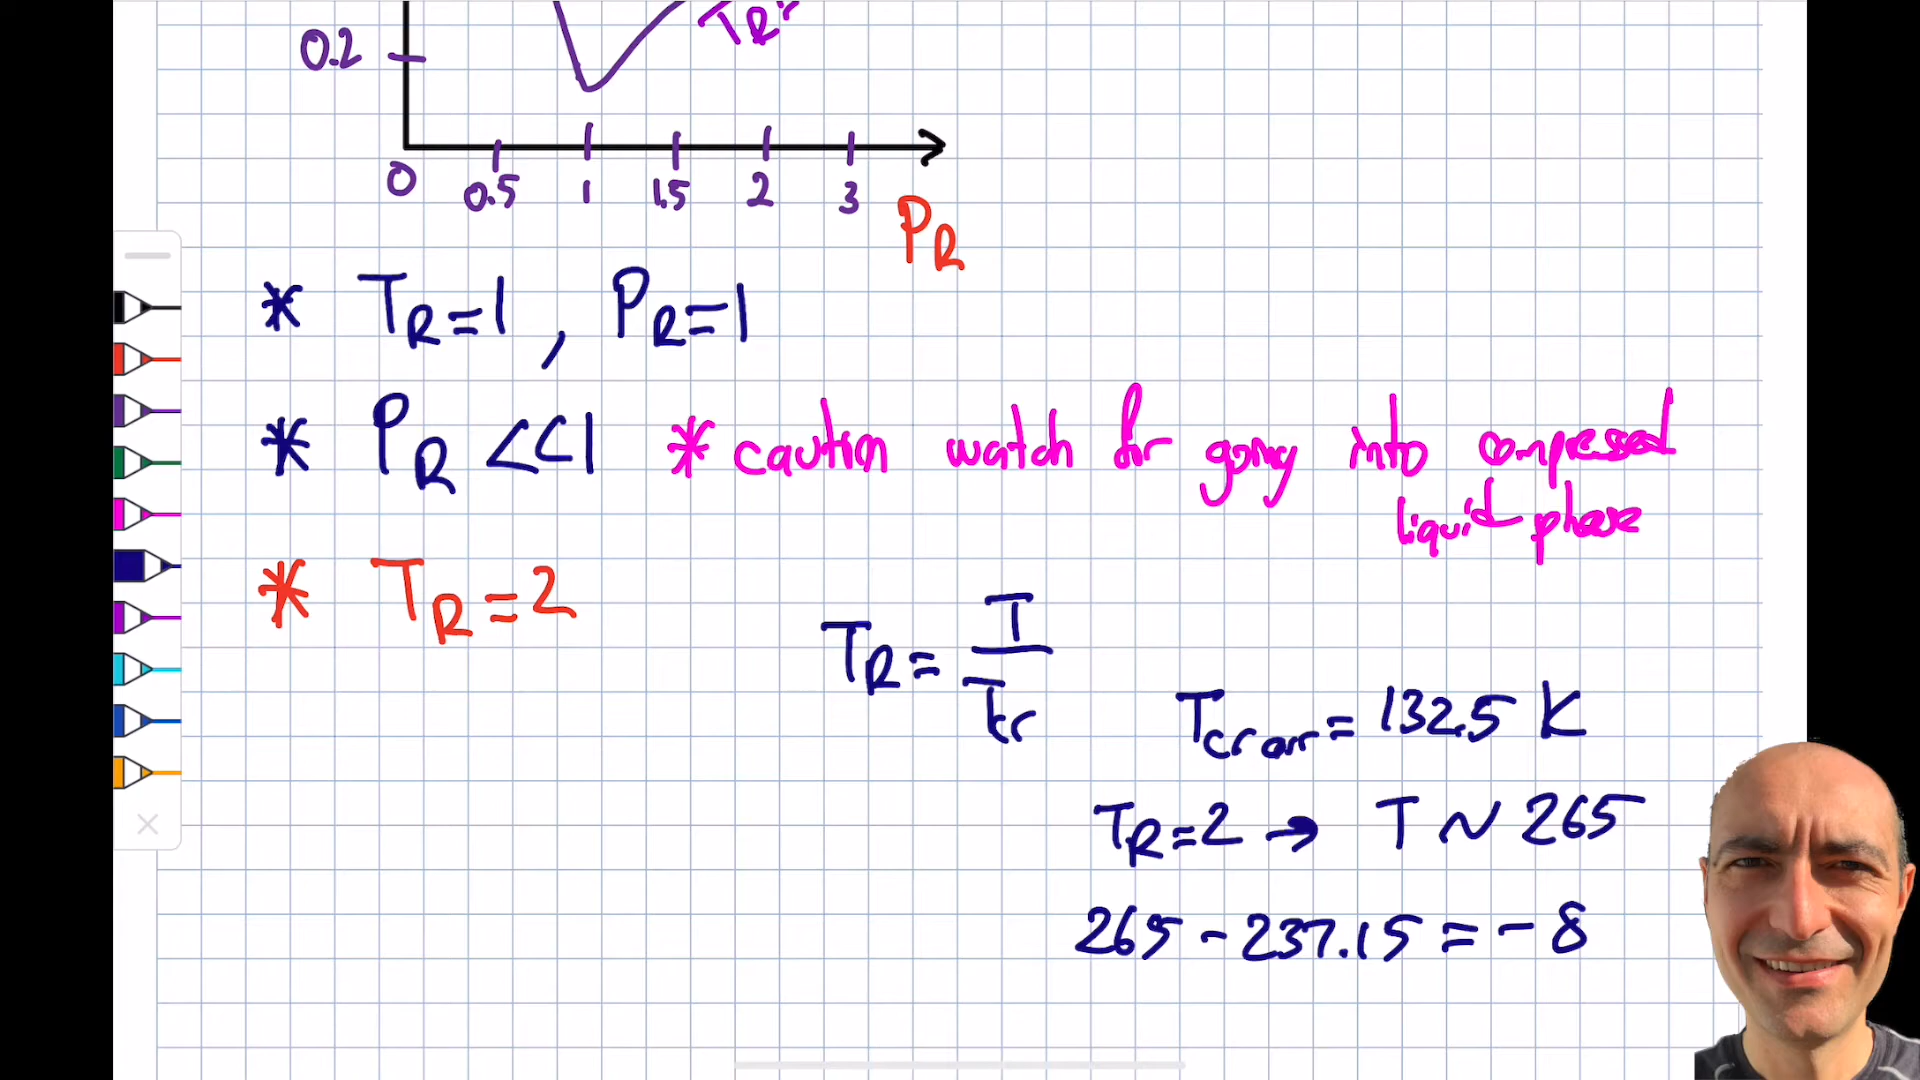 TR=
0.2
0 0.5 1 1.5 2 3
PR
* TR=1 , PR=1
* PR <<1 * caution watch for going into compressed
liquid phase
* TR=2
TR = T
Tcr
Tcr air = 132.5 K
TR=2 → T ~ 265
265 - 237.15 = - 8